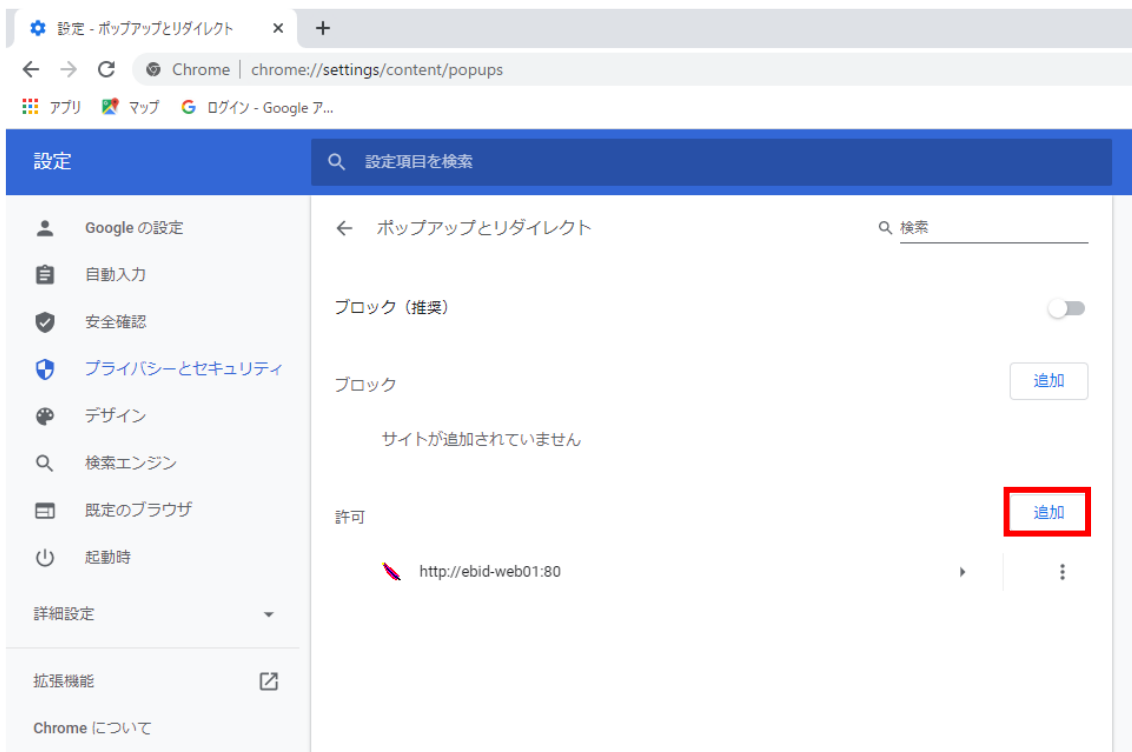 設定 - ポップアップとリダイレクト
Chrome | chrome://settings/content/popups
アプリ マップ ログイン - Google ア...
設定
設定項目を検索
Google の設定
自動入力
安全確認
プライバシーとセキュリティ
デザイン
検索エンジン
既定のブラウザ
起動時
詳細設定
拡張機能
Chrome について
ポップアップとリダイレクト
検索
ブロック（推奨）
ブロック
追加
サイトが追加されていません
許可
追加
http://ebid-web01:80